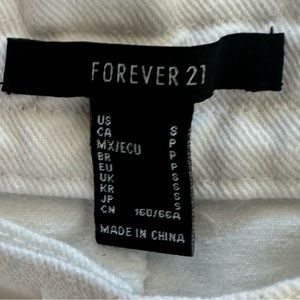 FOREVER 21
US S
CA S
MX/ECU P
BR P
EU P
UK S
KR S
JP S
CN 160/66A
MADE IN CHINA